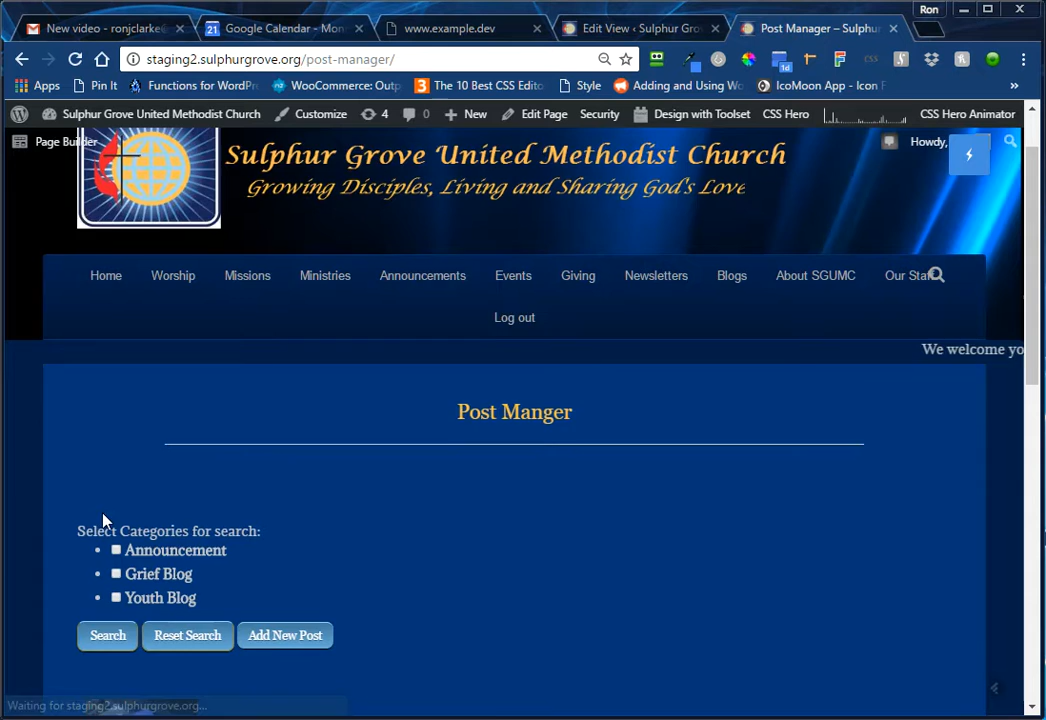 Ron
New video - ronjclarke@
Google Calendar - Mon
www.example.dev
Edit View ‹ Sulphur Gro
Post Manager – Sulphu
staging2.sulphurgrove.org/post-manager/
Apps
Pin It
Functions for WordPr
WooCommerce: Outp
The 10 Best CSS Edito
Style
Adding and Using Wo
IcoMoon App - Icon F
»
Sulphur Grove United Methodist Church
Customize
4
0
New
Edit Page
Security
Design with Toolset
CSS Hero
CSS Hero Animator
Page Builder
Howdy,
Sulphur Grove United Methodist Church
Growing Disciples, Living and Sharing God's Love
Home
Worship
Missions
Ministries
Announcements
Events
Giving
Newsletters
Blogs
About SGUMC
Our Staff
Log out
We welcome yo
Post Manger
Select Categories for search:
Announcement
Grief Blog
Youth Blog
Search
Reset Search
Add New Post
Waiting for staging2.sulphurgrove.org...